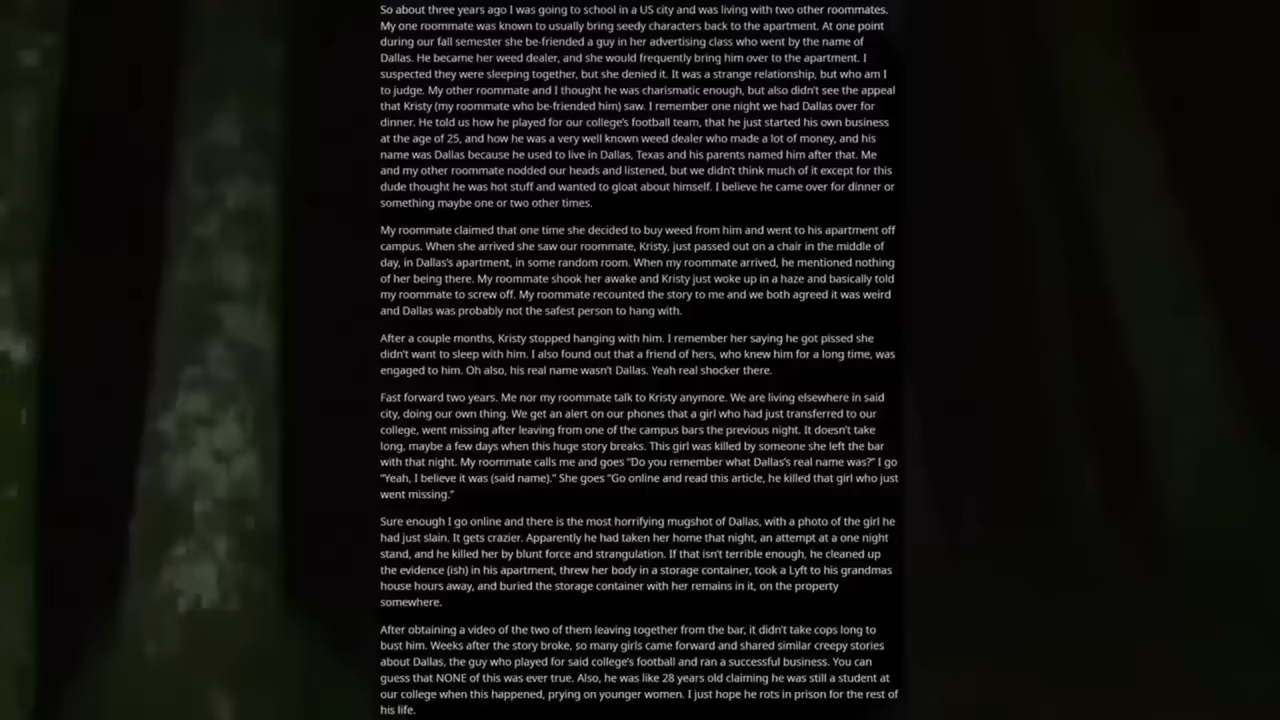 So about three years ago I was going to school in a US city and was living with two other roommates.
My one roommate was known to usually bring seedy characters back to the apartment. At one point
during our fall semester she be-friended a guy in her advertising class who went by the name of
Dallas. He became her weed dealer, and she would frequently bring him over to the apartment. I
suspected they were sleeping together, but she denied it. It was a strange relationship, but who am I
to judge. My other roommate and I thought he was charismatic enough, but also didn't see the appeal
that Kristy (my roommate who be-friended him) saw. I remember one night we had Dallas over for
dinner. He told us how he played for our college's football team, that he just started his own business
at the age of 25, and how he was a very well known weed dealer who made a lot of money, and his
name was Dallas because he used to live in Dallas, Texas and his parents named him after that. Me
and my other roommate nodded our heads and listened, but we didn't think much of it except for this
dude thought he was hot stuff and wanted to gloat about himself. I believe he came over for dinner or
something maybe one or two other times.
My roommate claimed that one time she decided to buy weed from him and went to his apartment off
campus. When she arrived she saw our roommate, Kristy, just passed out on a chair in the middle of
day, in Dallas's apartment, in some random room. When my roommate arrived, he mentioned nothing
of her being there. My roommate shook her awake and Kristy just woke up in a haze and basically told
my roommate to screw off. My roommate recounted the story to me and we both agreed it was weird
and Dallas was probably not the safest person to hang with.
After a couple months, Kristy stopped hanging with him. I remember her saying he got pissed she
didn't want to sleep with him. I also found out that a friend of hers, who knew him for a long time, was
engaged to him. Oh also, his real name wasn't Dallas. Yeah real shocker there.
Fast forward two years. Me nor my roommate talk to Kristy anymore. We are living elsewhere in said
city, doing our own thing. We get an alert on our phones that a girl who had just transferred to our
college, went missing after leaving from one of the campus bars the previous night. It doesn't take
long, maybe a few days when this huge story breaks. This girl was killed by someone she left the bar
with that night. My roommate calls me and goes "Do you remember what Dallas's real name was?" I go
"Yeah, I believe it was (said name)." She goes "Go online and read this article, he killed that girl who just
went missing."
Sure enough I go online and there is the most horrifying mugshot of Dallas, with a photo of the girl he
had just slain. It gets crazier. Apparently he had taken her home that night, an attempt at a one night
stand, and he killed her by blunt force and strangulation. If that isn't terrible enough, he cleaned up
the evidence (ish) in his apartment, threw her body in a storage container, took a Lyft to his grandmas
house hours away, and buried the storage container with her remains in it, on the property
somewhere.
After obtaining a video of the two of them leaving together from the bar, it didn't take cops long to
bust him. Weeks after the story broke, so many girls came forward and shared similar creepy stories
about Dallas, the guy who played for said college's football and ran a successful business. You can
guess that NONE of this was ever true. Also, he was like 28 years old claiming he was still a student at
our college when this happened, prying on younger women. I just hope he rots in prison for the rest of
his life.